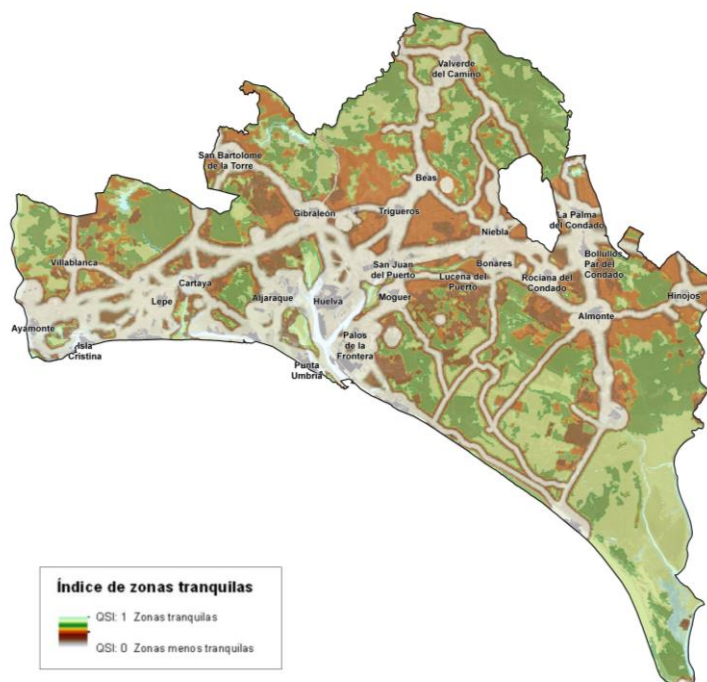 Valverde
del Camino
San Bartolome
de la Torre
Beas
Gibraleón
Trigueros
Niebla
La Palma
del Condado
Villablanca
San Juan
del Puerto
Bonares
Bollullos
Par del
Condado
Cartaya
Lucena del
Puerto
Rociana del
Condado
Hinojos
Lepe
Aljaraque
Huelva
Moguer
Almonte
Ayamonte
Isla
Cristina
Palos
de la
Frontera
Punta
Umbría
Índice de zonas tranquilas
QSI: 1 Zonas tranquilas
QSI: 0 Zonas menos tranquilas